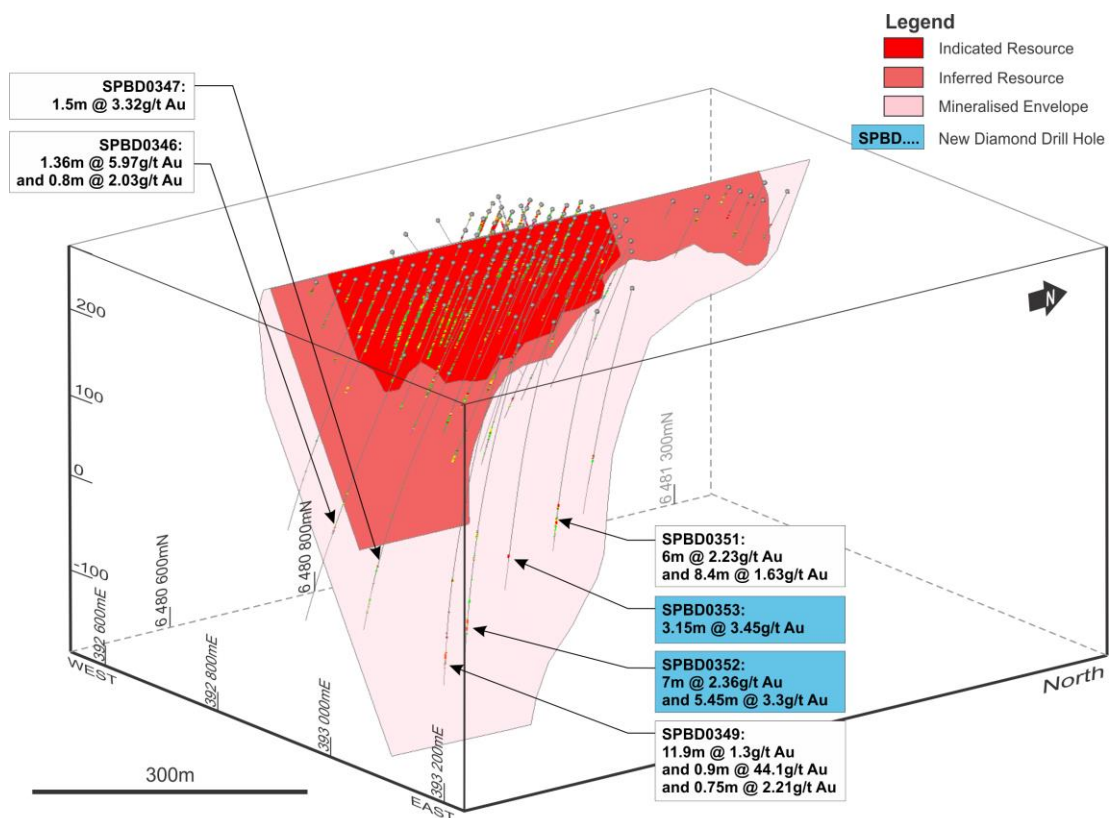 Legend
Indicated Resource
Inferred Resource
Mineralised Envelope
SPBD.... New Diamond Drill Hole
SPBD0347:
1.5m @ 3.32g/t Au
SPBD0346:
1.36m @ 5.97g/t Au
and 0.8m @ 2.03g/t Au
N
200
100
0
-100
6 480 600mN
6 480 800mN
6 481 300mN
392 600mE
392 800mE
393 000mE
393 200mE
WEST
EAST
North
SPBD0351:
6m @ 2.23g/t Au
and 8.4m @ 1.63g/t Au
SPBD0353:
3.15m @ 3.45g/t Au
SPBD0352:
7m @ 2.36g/t Au
and 5.45m @ 3.3g/t Au
SPBD0349:
11.9m @ 1.3g/t Au
and 0.9m @ 44.1g/t Au
and 0.75m @ 2.21g/t Au
300m